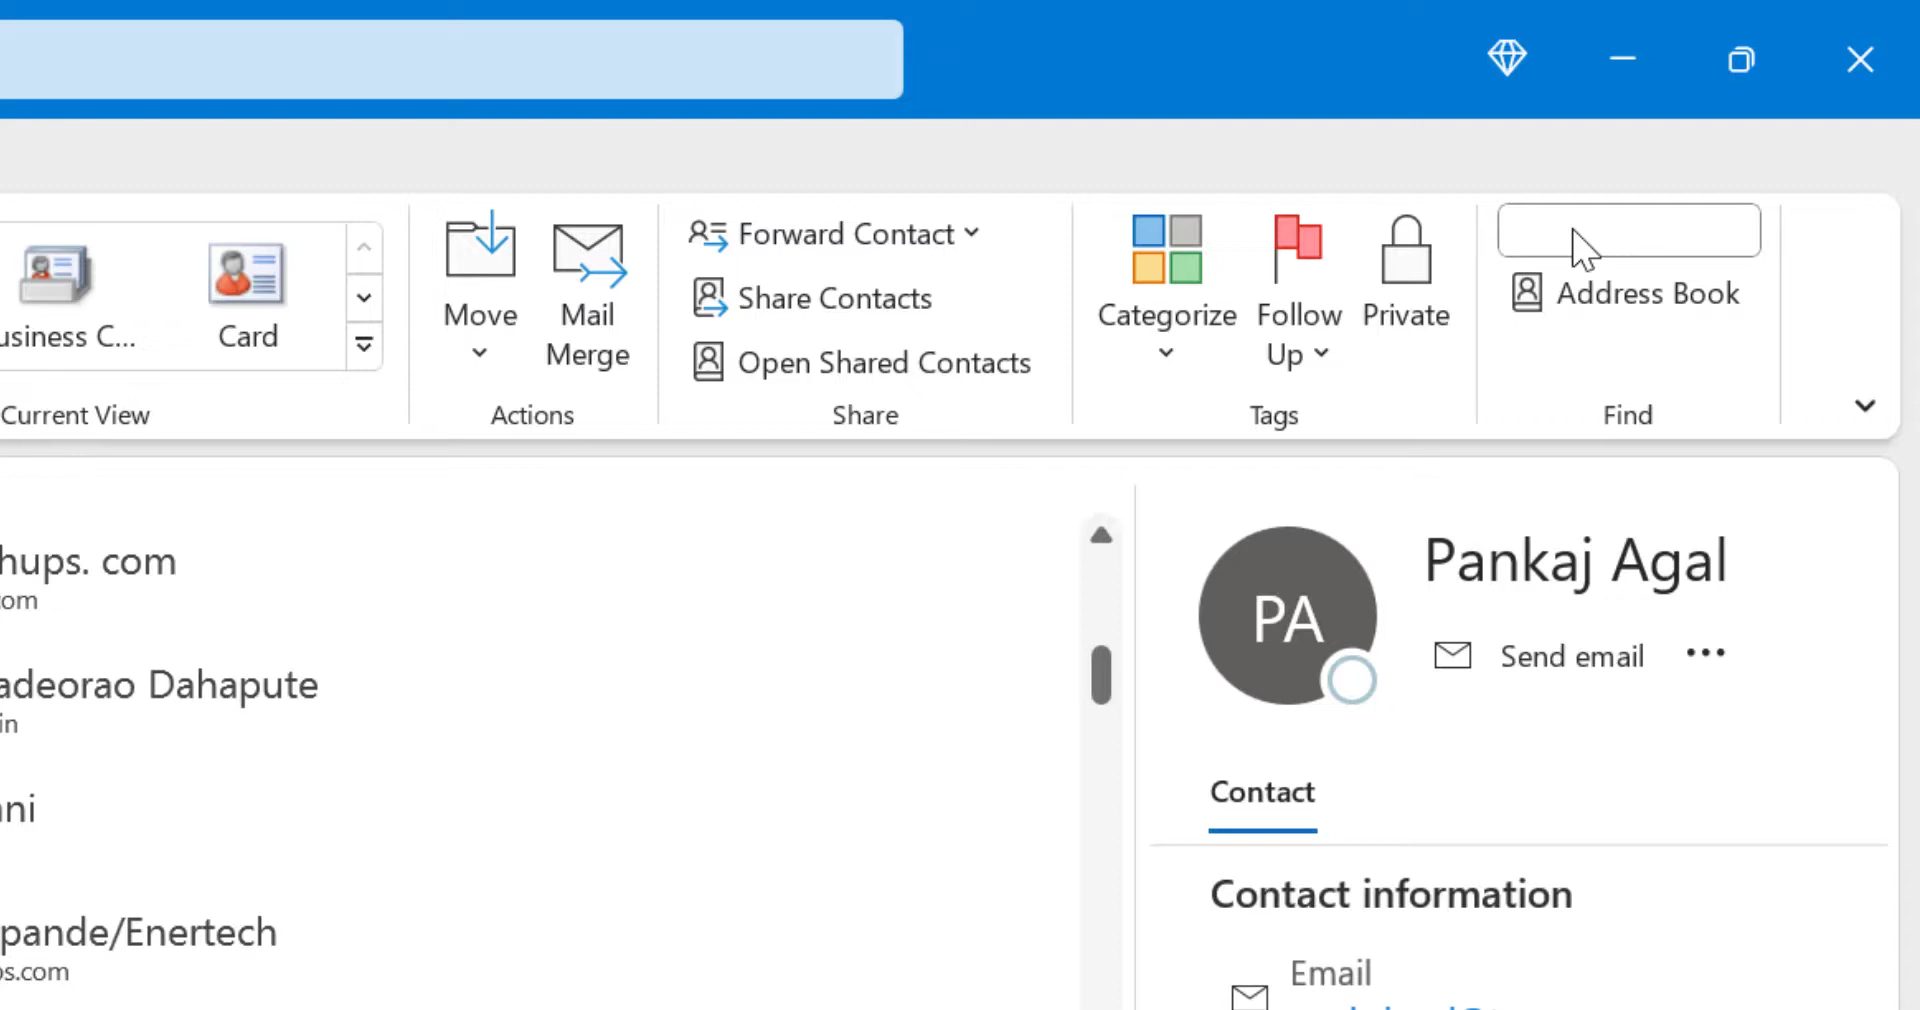 Forward Contact
Share Contacts
Open Shared Contacts
Move
Mail
Merge
Categorize
Follow
Up
Private
Address Book
Card
Current View
Actions
Share
Tags
Find
hups. com
om
adeorao Dahapute
in
ni
pande/Enertech
s.com
PA
Pankaj Agal
Send email
Contact
Contact information
Email